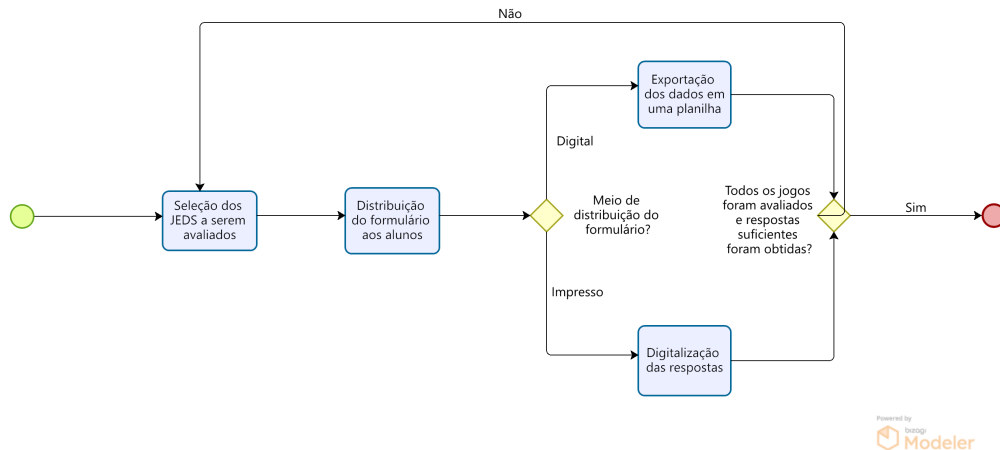 Não
Seleção dos
JEDS a serem
avaliados
Distribuição
do formulário
aos alunos
Digital
Meio de
distribuição do
formulário?
Impresso
Exportação
dos dados em
uma planilha
Digitalização
das respostas
Todos os jogos
foram avaliados
e respostas
suficientes
foram obtidas?
Sim
Powered by
bizagi
Modeler